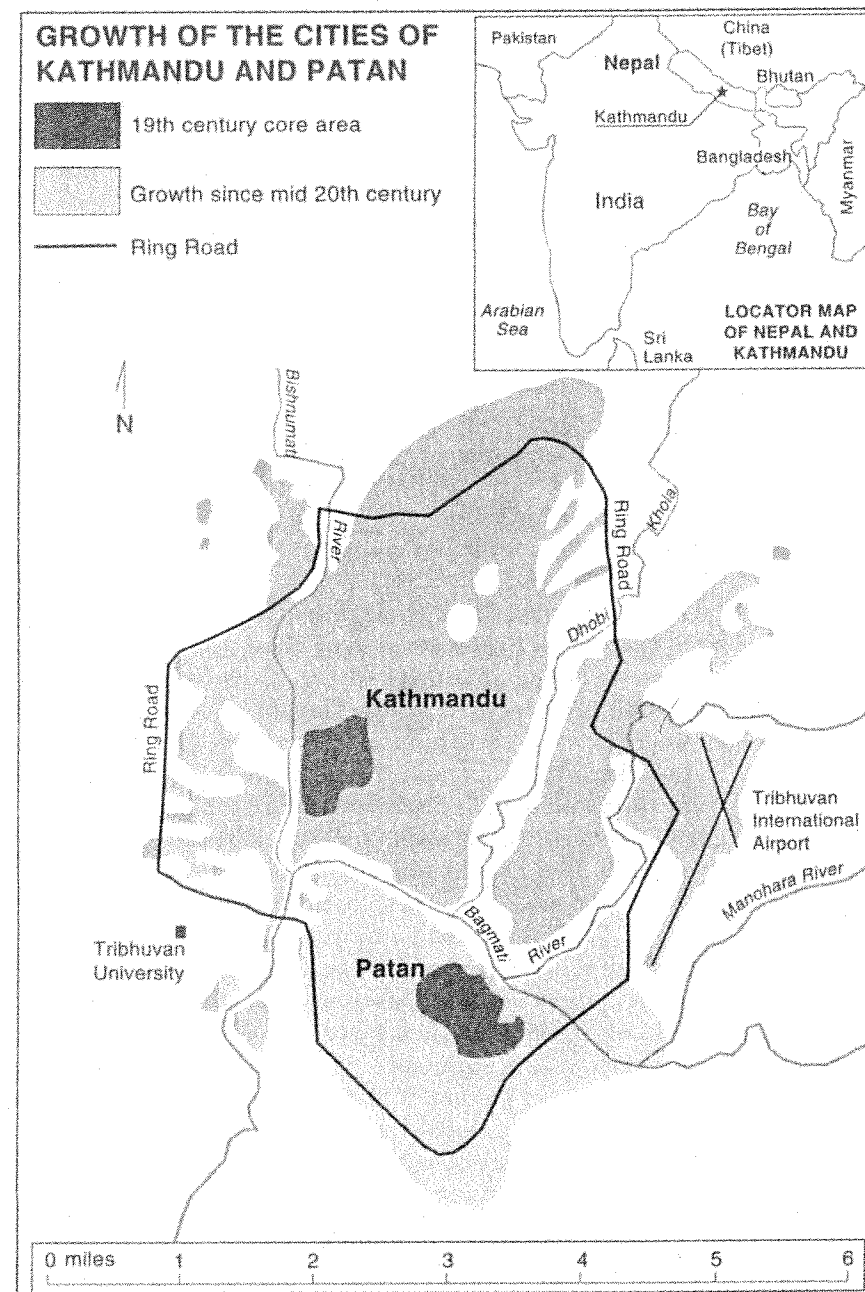 GROWTH OF THE CITIES OF
KATHMANDU AND PATAN
19th century core area
Growth since mid 20th century
Ring Road
Pakistan
China
(Tibet)
Nepal
Bhutan
Kathmandu
Bangladesh
India
Myanmar
Bay
of
Bengal
Arabian
Sea
Sri
Lanka
LOCATOR MAP
OF NEPAL AND
KATHMANDU
N
Bishnumati
River
Ring Road
Khola
Dhobi
Ring Road
Kathmandu
Tribhuvan
International
Airport
Manohara River
Bagmati
River
Tribhuvan
University
Patan
0 miles 1 2 3 4 5 6